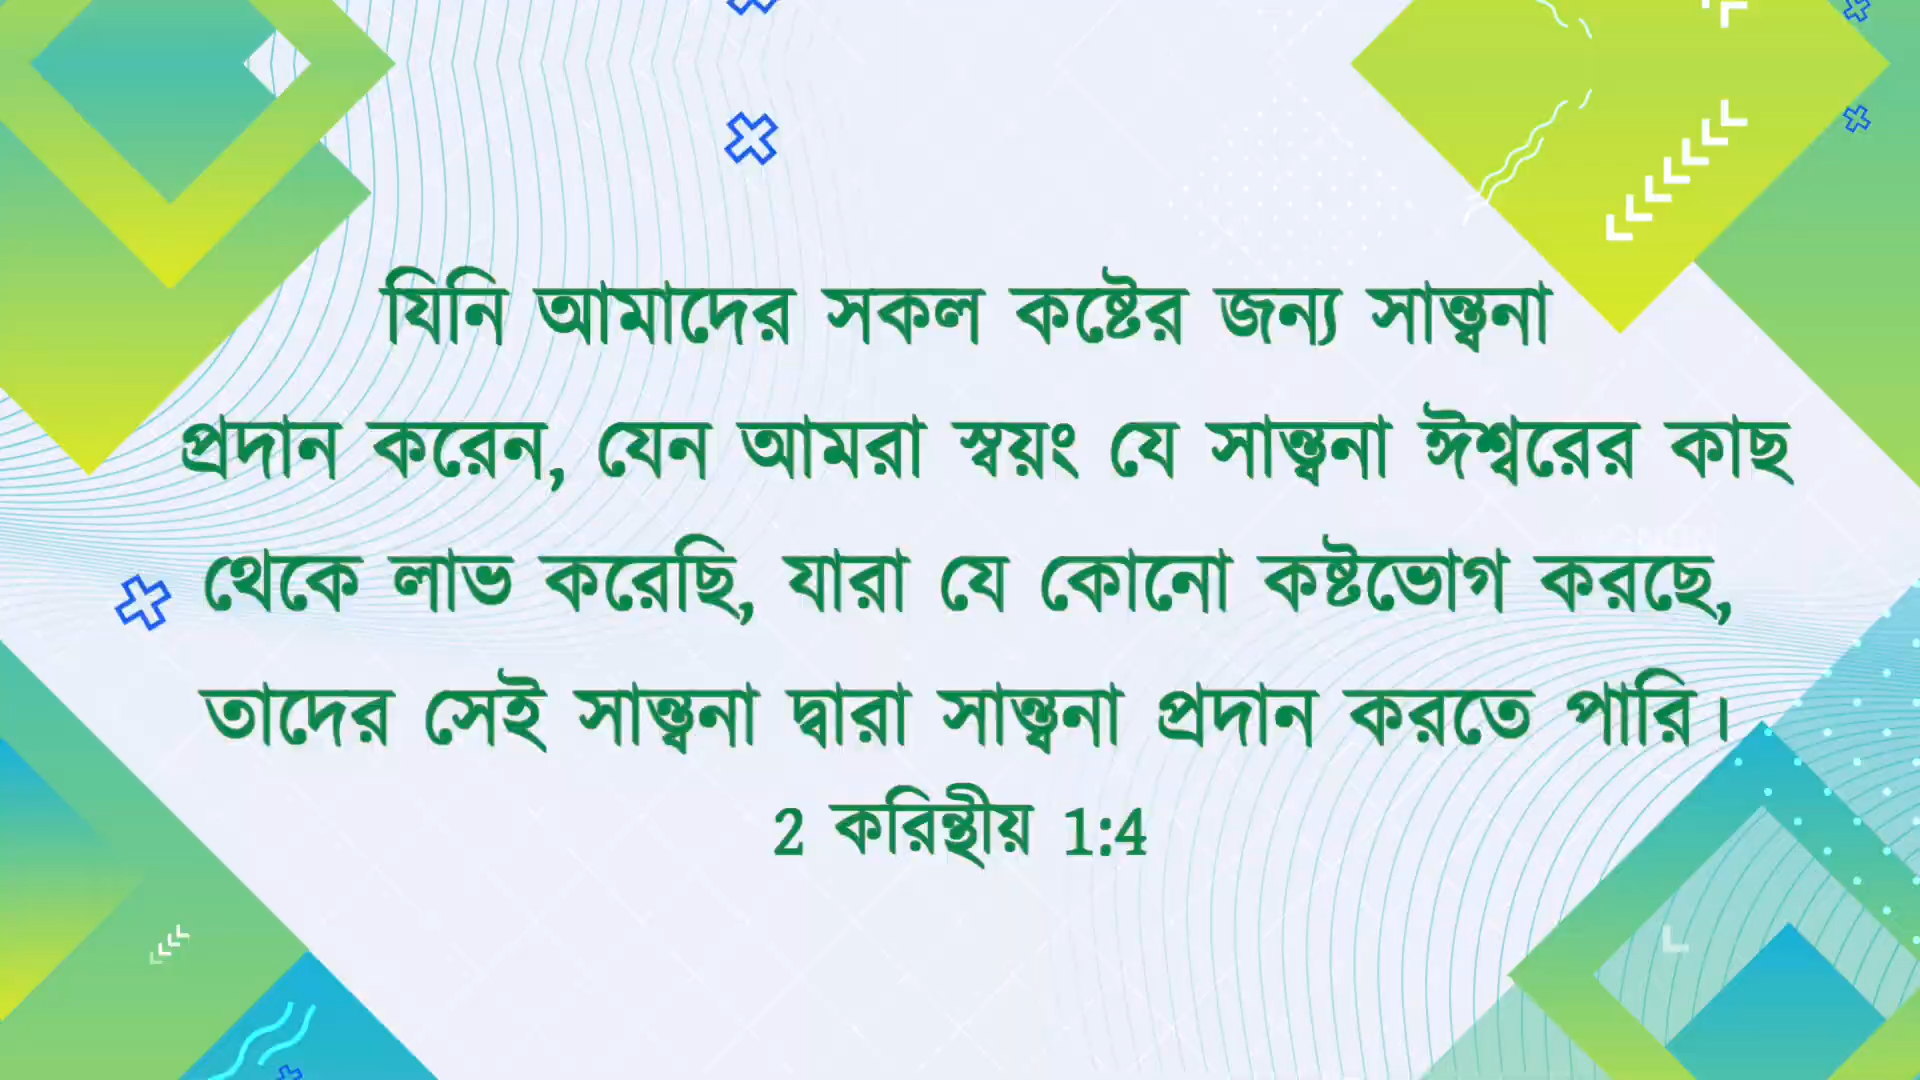 যিনি আমাদের সকল কষ্টের জন্য সান্ত্বনা
প্রদান করেন, যেন আমরা স্বয়ং যে সান্ত্বনা ঈশ্বরের কাছ
থেকে লাভ করেছি, যারা যে কোনো কষ্টভোগ করছে,
তাদের সেই সান্ত্বনা দ্বারা সান্ত্বনা প্রদান করতে পারি।
2 করিন্থীয় 1:4